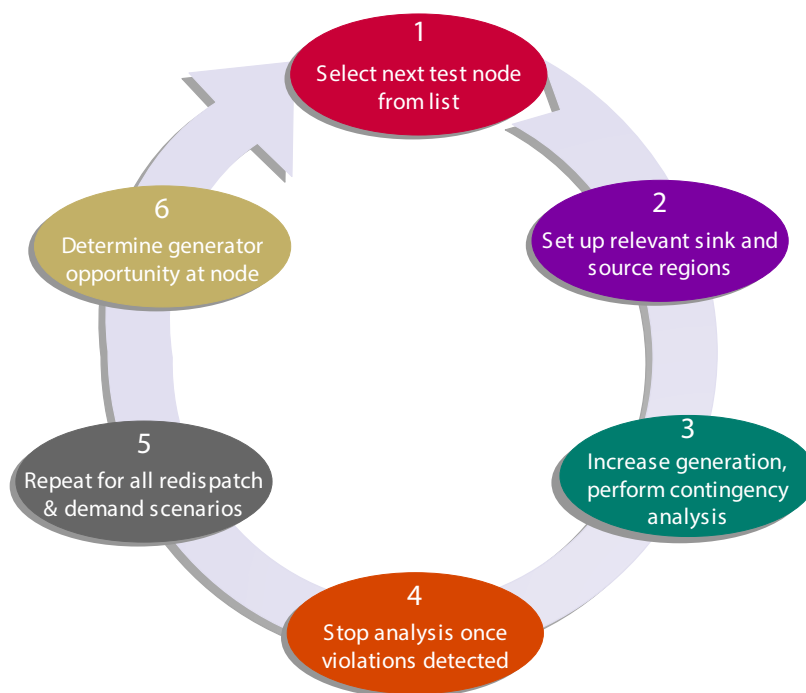 1
Select next test node
from list
2
Set up relevant sink and
source regions
3
Increase generation,
perform contingency
analysis
4
Stop analysis once
violations detected
5
Repeat for all redispatch
& demand scenarios
6
Determine generator
opportunity at node